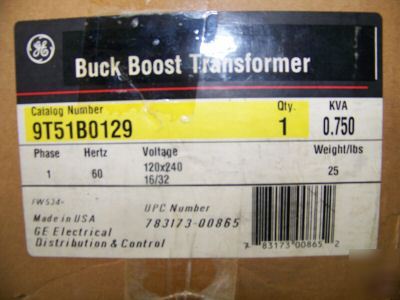 GE
Buck Boost Transformer
Catalog Number Qty. KVA
9T51B0129 1 0.750
Phase Hertz Voltage Weight/lbs
1 60 120x240 25
16/32
FW534-
Made in USA UPC Number
GE Electrical 783173-00865
Distribution & Control
7 83173 00865 2